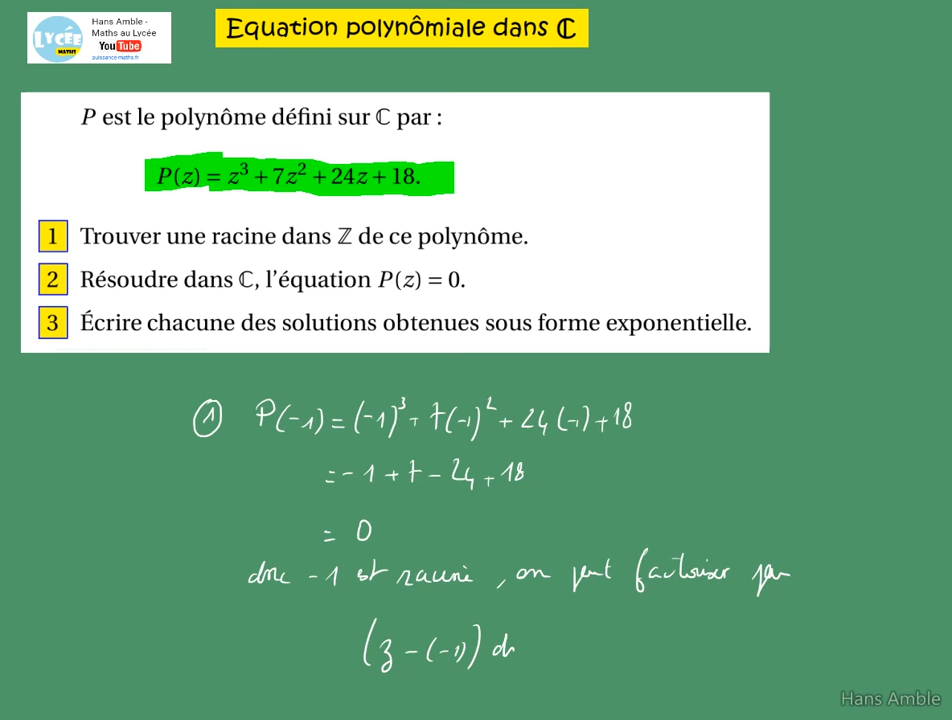 LYCÉE
MATHS
Hans Amble -
Maths au Lycée
YouTube
puissance-maths.fr
Equation polynômiale dans ℂ
P est le polynôme défini sur ℂ par :
P(z) = z³ + 7z² + 24z + 18.
1 Trouver une racine dans ℤ de ce polynôme.
2 Résoudre dans ℂ, l'équation P(z) = 0.
3 Écrire chacune des solutions obtenues sous forme exponentielle.
① P(-1) = (-1)³ + 7(-1)² + 24(-1) + 18
= -1 + 7 - 24 + 18
= 0
donc -1 est racine, on peut factoriser par
(z - (-1)) d
Hans Amble